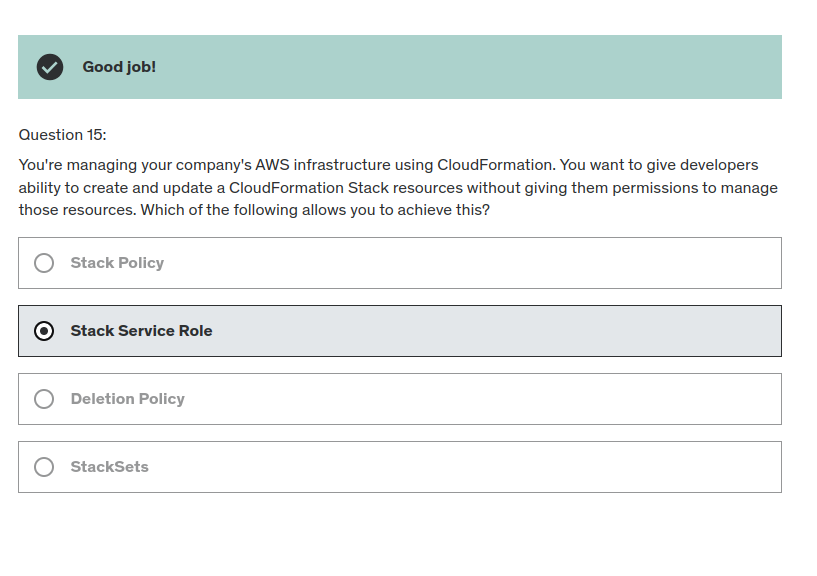 Good job!
Question 15:
You're managing your company's AWS infrastructure using CloudFormation. You want to give developers
ability to create and update a CloudFormation Stack resources without giving them permissions to manage
those resources. Which of the following allows you to achieve this?
Stack Policy
Stack Service Role
Deletion Policy
StackSets